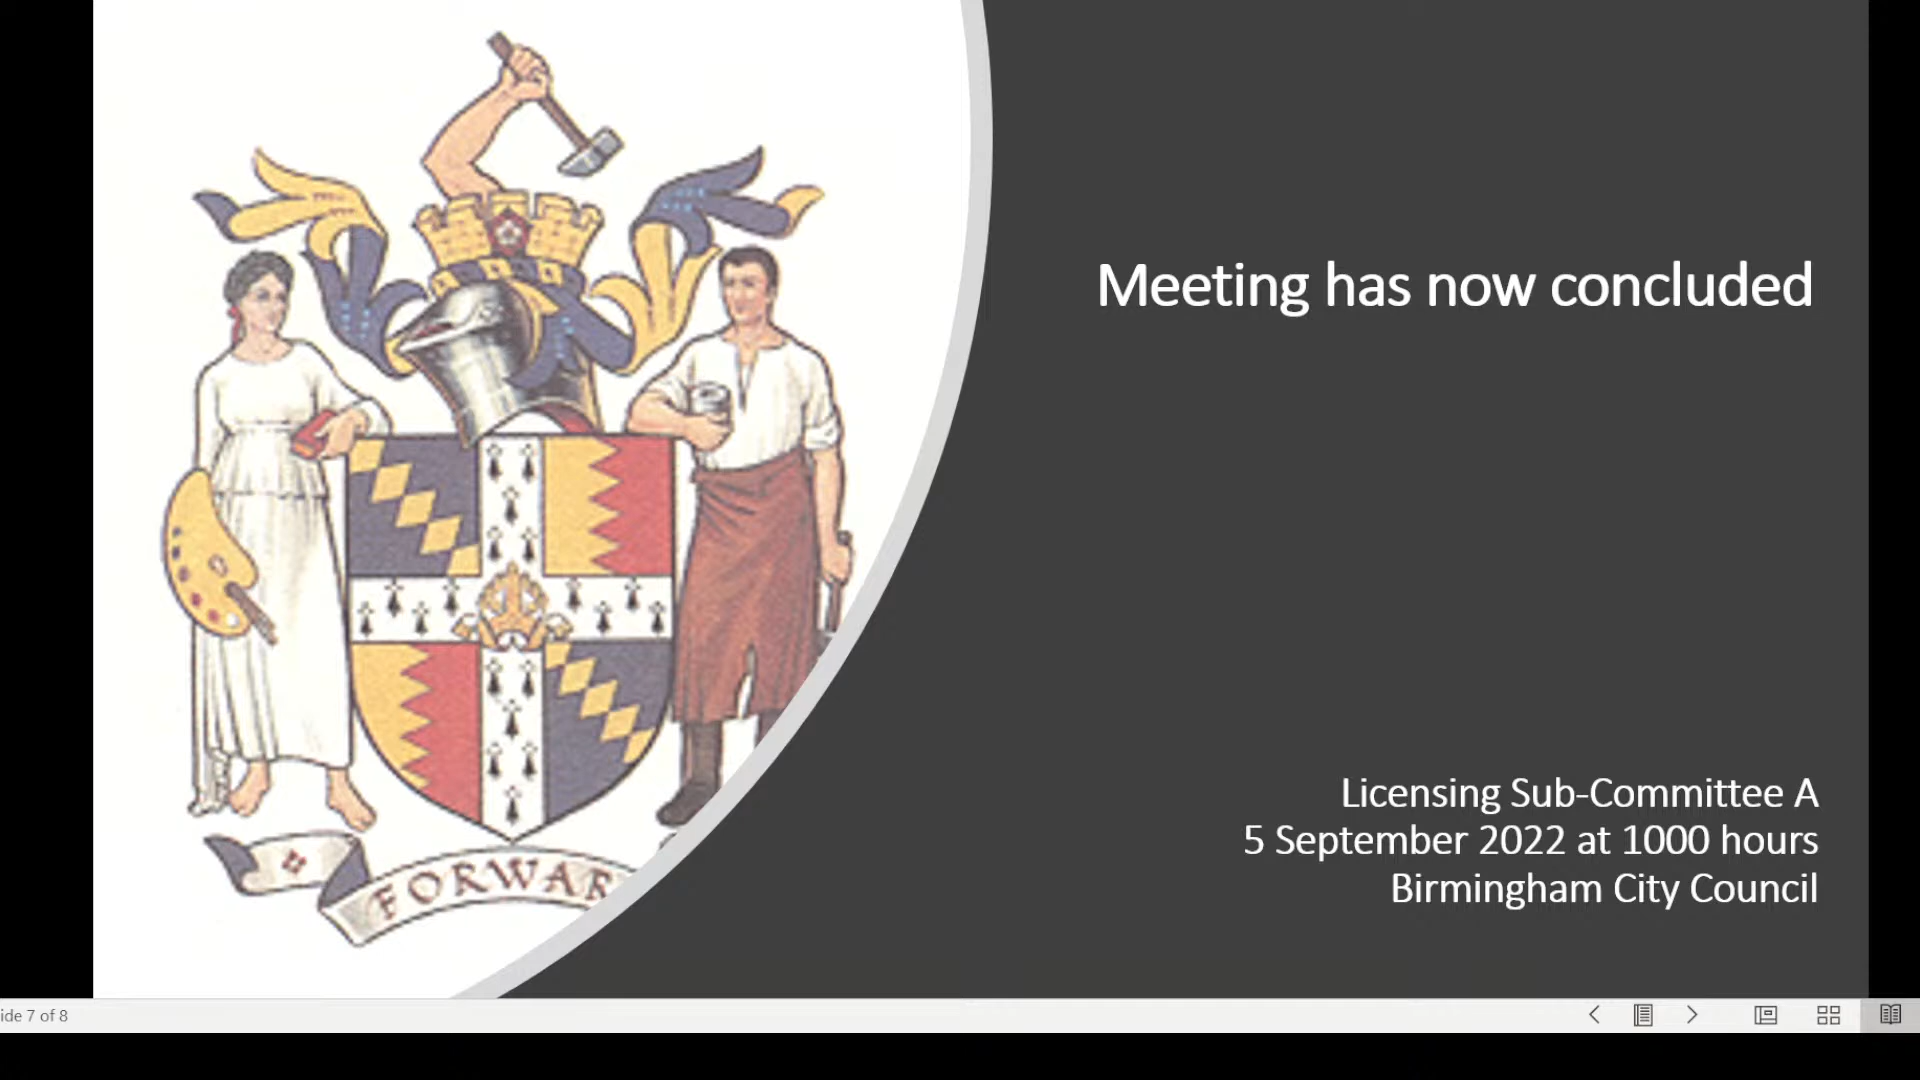 Meeting has now concluded
Licensing Sub-Committee A
5 September 2022 at 1000 hours
Birmingham City Council
FORWAR
ide 7 of 8